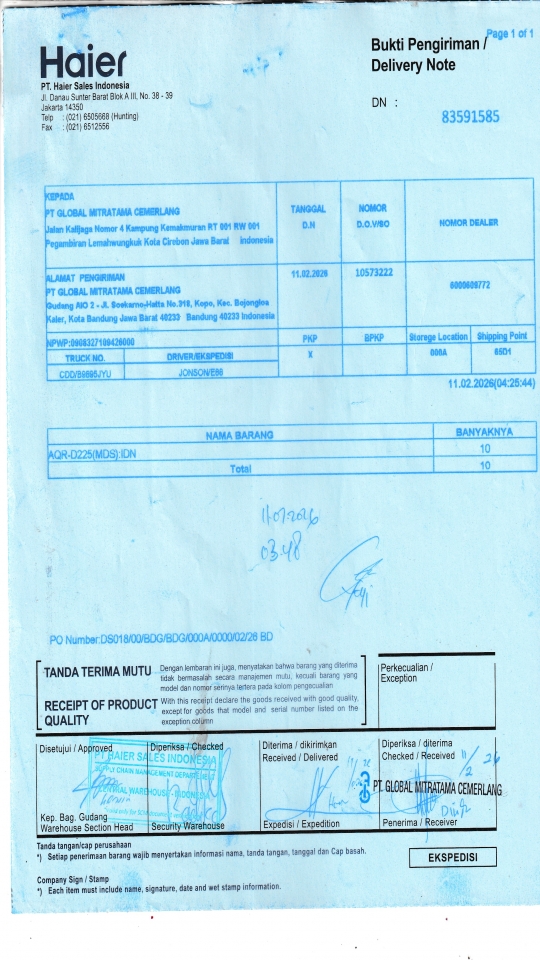 Page 1 of 1
Haier
Bukti Pengiriman /
Delivery Note
PT. Haier Sales Indonesia
Jl. Danau Sunter Barat Blok A III, No. 38 - 39
Jakarta 14350
Telp : (021) 6505668 (Hunting)
Fax : (021) 6512556
DN : 83591585
KEPADA
PT GLOBAL MITRATAMA CEMERLANG
Jalan Kalijaga Nomor 4 Kampung Kemakmuran RT 001 RW 001
Pegambiran Lemahwungkuk Kota Cirebon Jawa Barat Indonesia
TANGGAL
D.N
NOMOR
D.O./SO
NOMOR DEALER
ALAMAT PENGIRIMAN
PT GLOBAL MITRATAMA CEMERLANG
Gudang AIO 2 - Jl. Soekarno-Hatta No.318, Kopo, Kec. Bojongloa
Kaler, Kota Bandung Jawa Barat 40233 Bandung 40233 Indonesia
11.02.2026
10573222
NPWP:0908327109426000
PKP
BPKP
Storege Location
Shipping Point
TRUCK NO.
DRIVER/EKSPEDISI
X
000A
85D1
JONSON/E88
11.02.2026(04:25:44)
NAMA BARANG
BANYAKNYA
AQR-D225(MDS):IDN
10
Total
10
03.48
PO Number:DS018/00/BDG/BDG/000A/0000/02/26 BD
TANDA TERIMA MUTU
Dengan lembaran ini juga, menyatakan bahwa barang yang diterima
tidak bermasalah secara manajemen mutu, kecuali barang yang
model dan nomor serinya tertera pada kolom pengecualian
RECEIPT OF PRODUCT
QUALITY
With this receipt declare the goods received with good quality,
except for goods that model and serial number listed on the
exception column
Perkecualian /
Exception
Disetujui / Approved
Diperiksa / Checked
Diterima / dikirimkan
Received / Delivered
Diperiksa / diterima
Checked / Received
11/2 26
PT HAIER SALES INDONESIA
SUPPLY CHAIN MANAGEMENT DEPARTMENT
CENTRAL WAREHOUSE - INDONESIA
PT. GLOBAL MITRATAMA CEMERLANG
Kep. Bag. Gudang
Warehouse Section Head
Security Warehouse
Expedisi / Expedition
Penerima / Receiver
Tanda tangan/cap perusahaan
*) Setiap penerimaan barang wajib menyertakan informasi nama, tanda tangan, tanggal dan Cap basah.
EKSPEDISI
Company Sign / Stamp
*) Each item must include name, signature, date and wet stamp information.